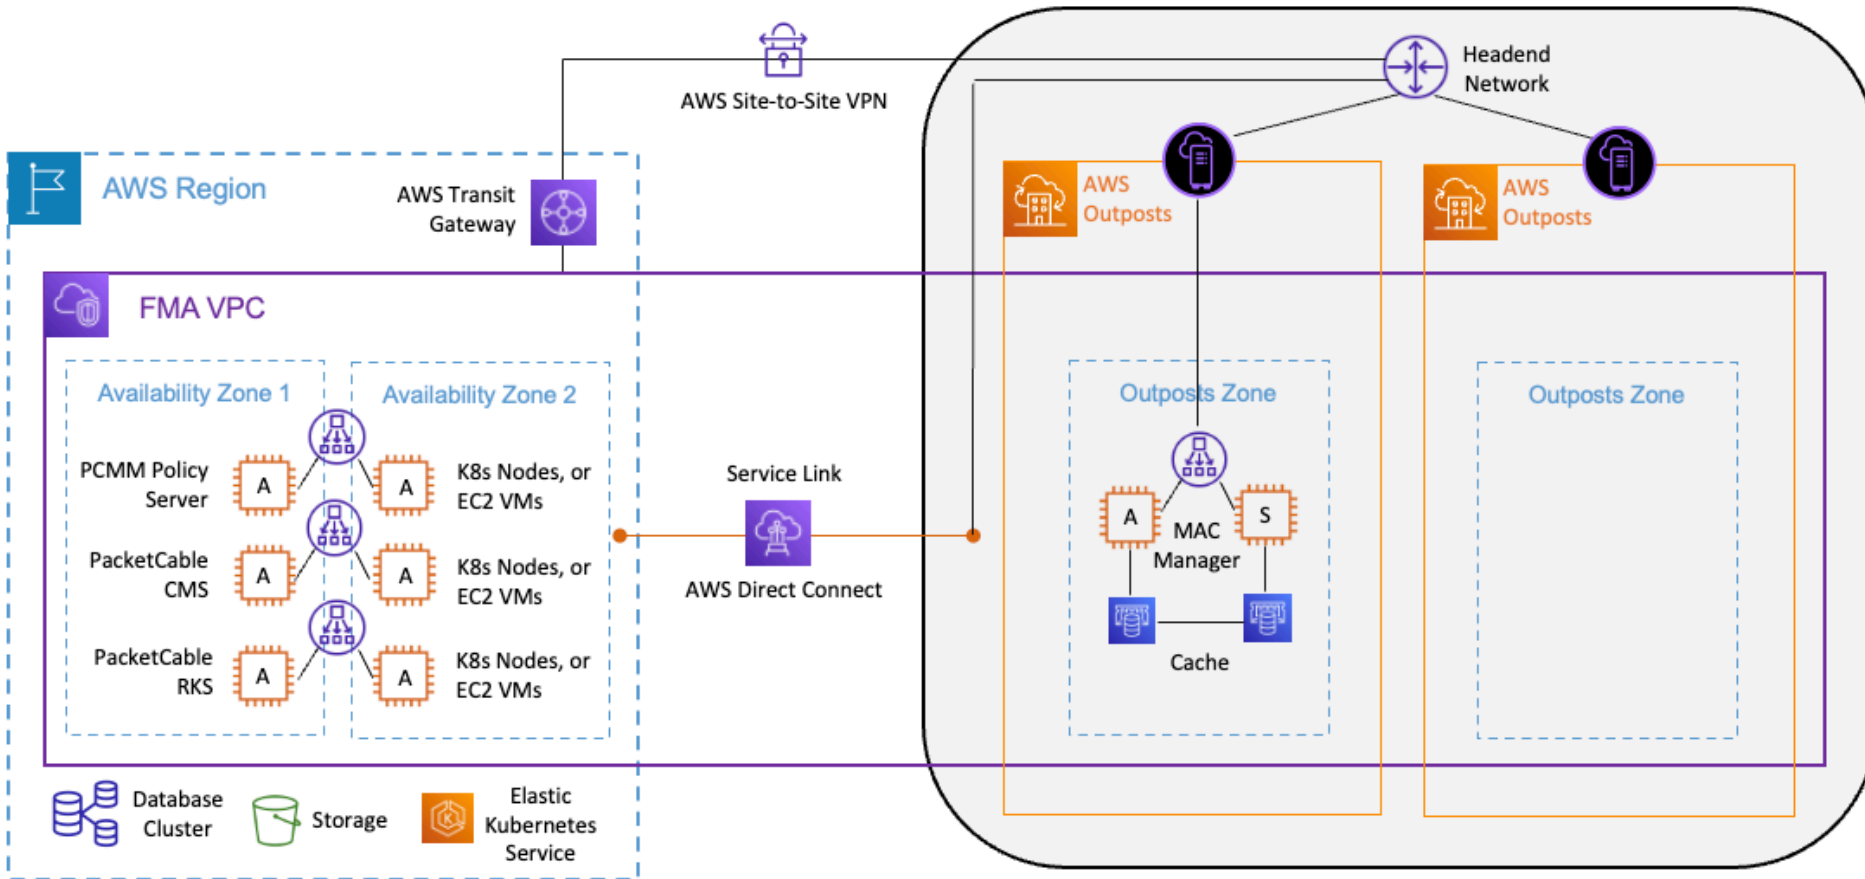 Headend
Network
AWS Site-to-Site VPN
AWS Region
AWS Transit
Gateway
AWS
Outposts
AWS
Outposts
FMA VPC
Availability Zone 1
Availability Zone 2
Outposts Zone
Outposts Zone
PCMM Policy
Server
A
A
K8s Nodes, or
EC2 VMs
Service Link
A
S
MAC
Manager
PacketCable
CMS
A
A
K8s Nodes, or
EC2 VMs
AWS Direct Connect
PacketCable
RKS
A
A
K8s Nodes, or
EC2 VMs
Cache
Database
Cluster
Storage
K
Elastic
Kubernetes
Service